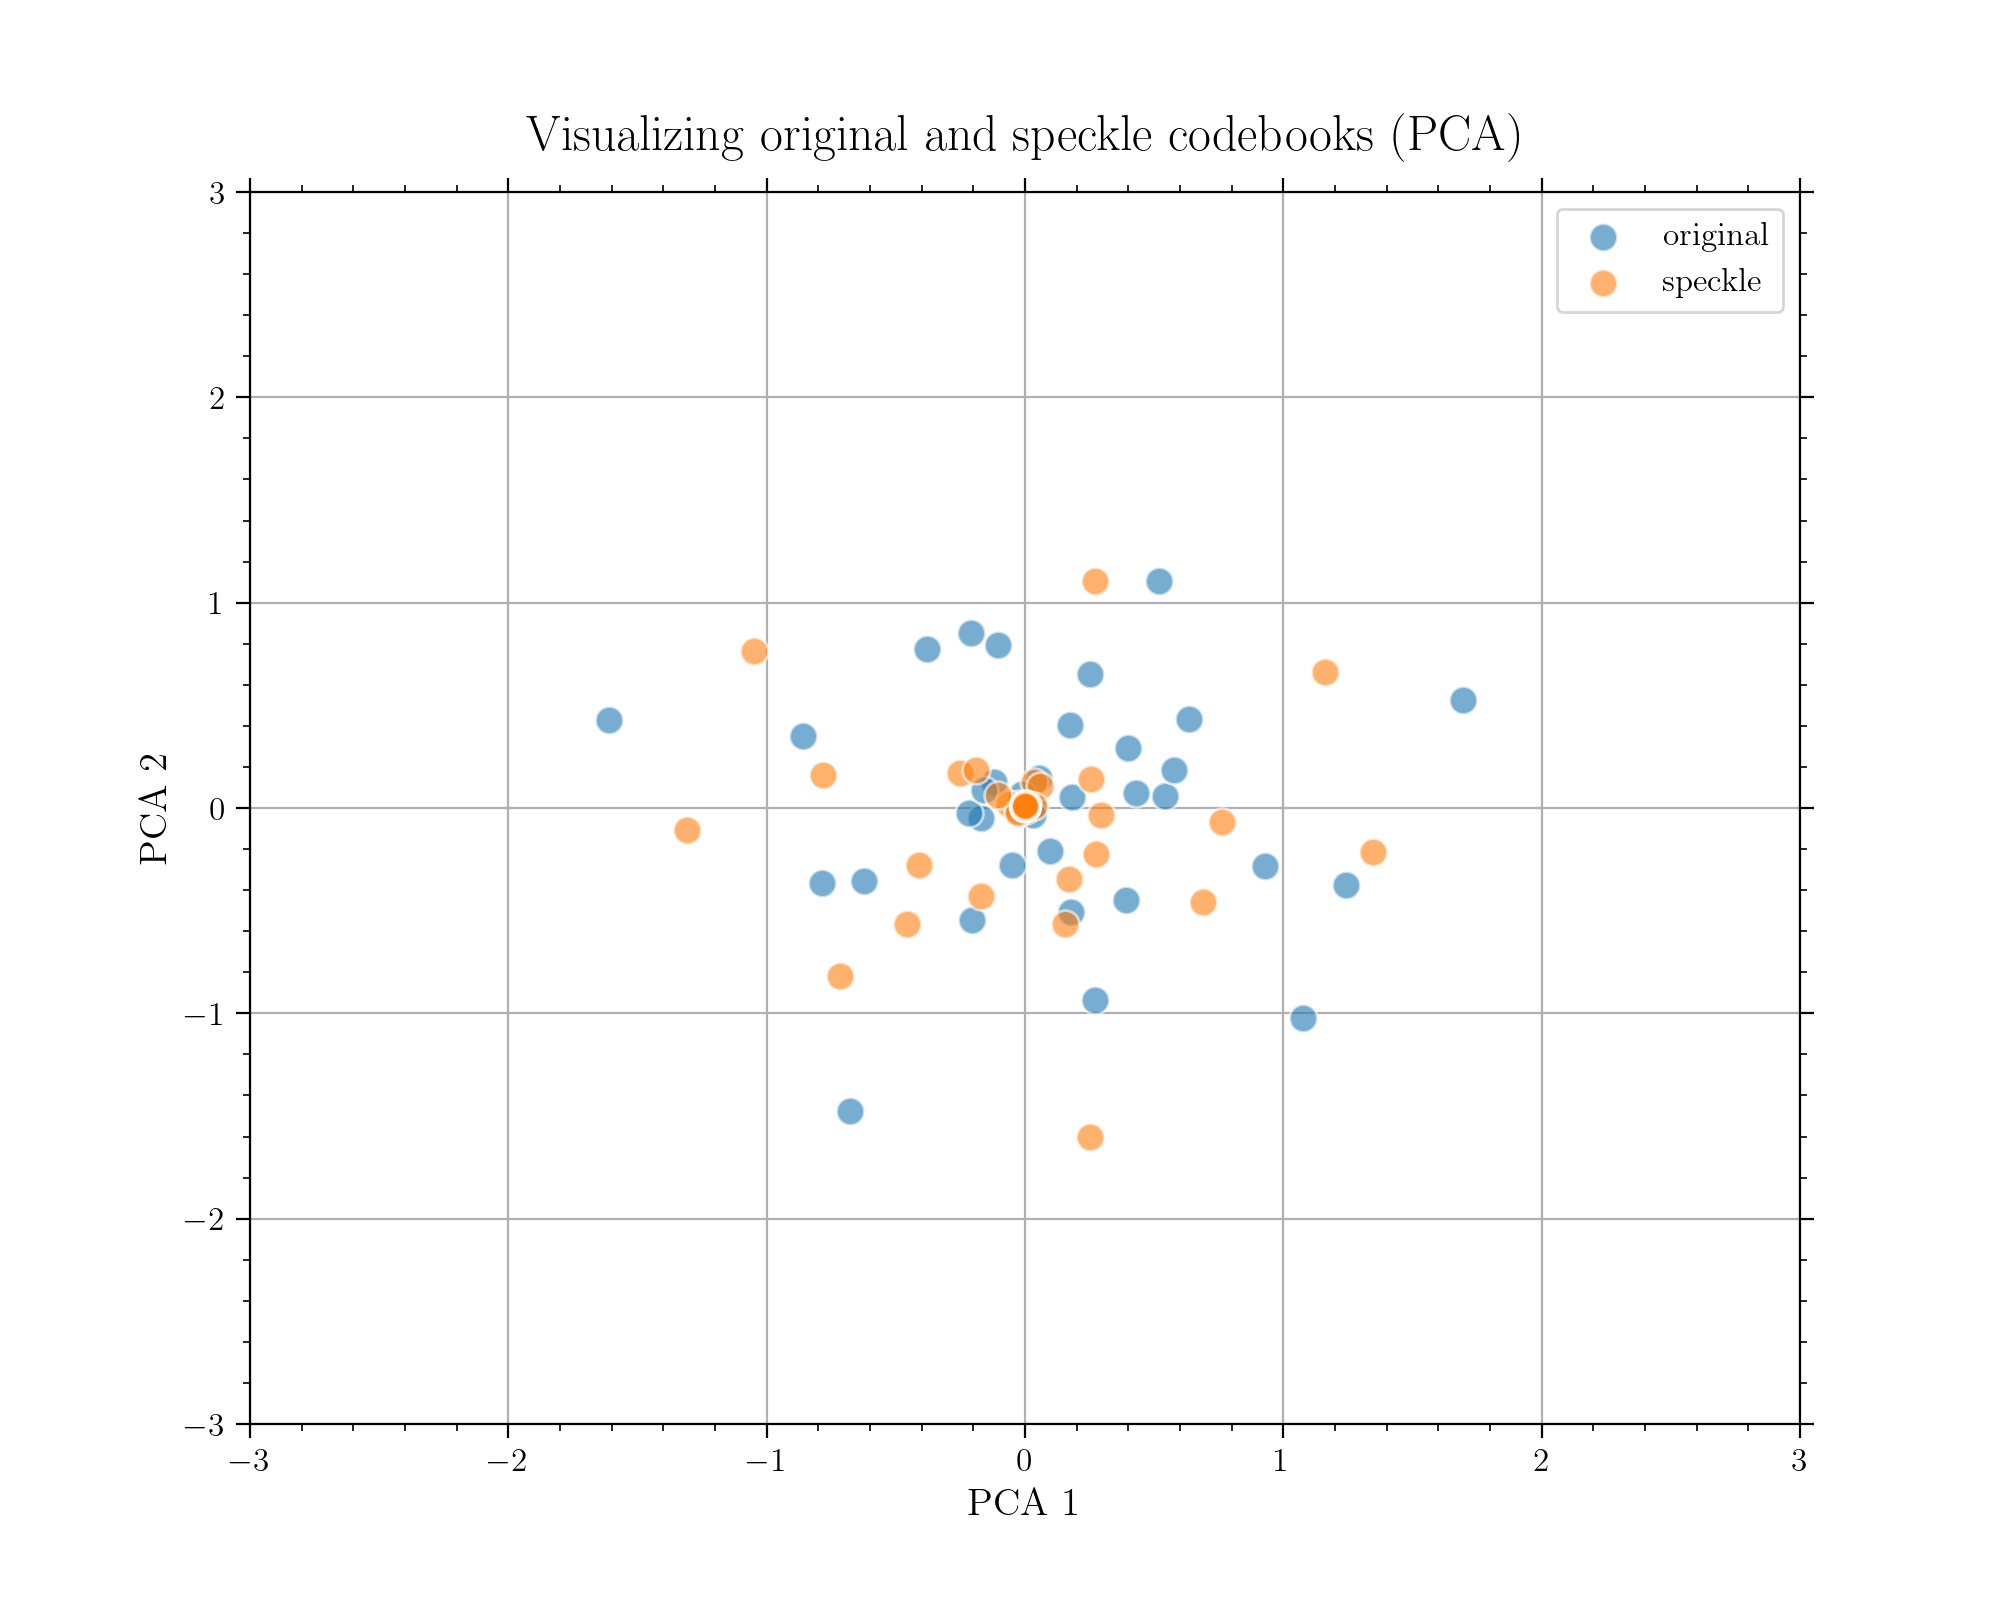 Visualizing original and speckle codebooks (PCA)
original
speckle
3
2
1
0
−1
−2
−3
PCA 2
−3
−2
−1
0
1
2
3
PCA 1